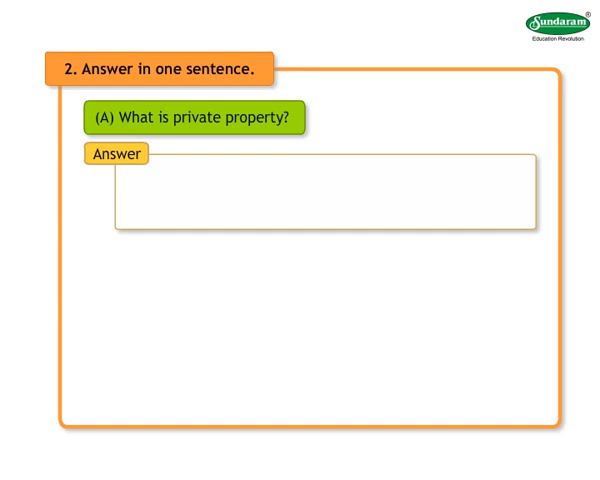 Sundaram®
Education Revolution
2. Answer in one sentence.
(A) What is private property?
Answer